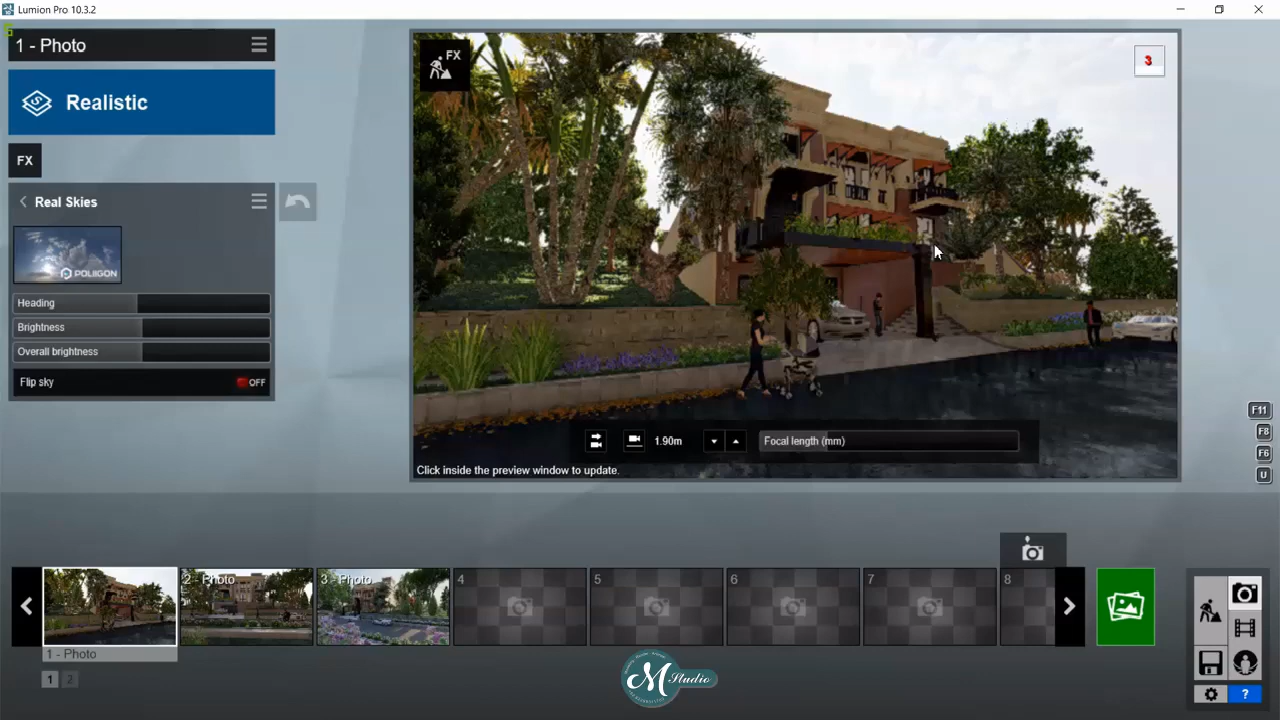 Lumion Pro 10.3.2
1 - Photo
Realistic
FX
Real Skies
POLIIGON
Heading
Brightness
Overall brightness
Flip sky
OFF
FX
3
1.90m
Focal length (mm)
Click inside the preview window to update.
F11
F8
F6
U
2 - Photo
3 - Photo
4
5
6
7
8
1 - Photo
1
2
M Studio
?